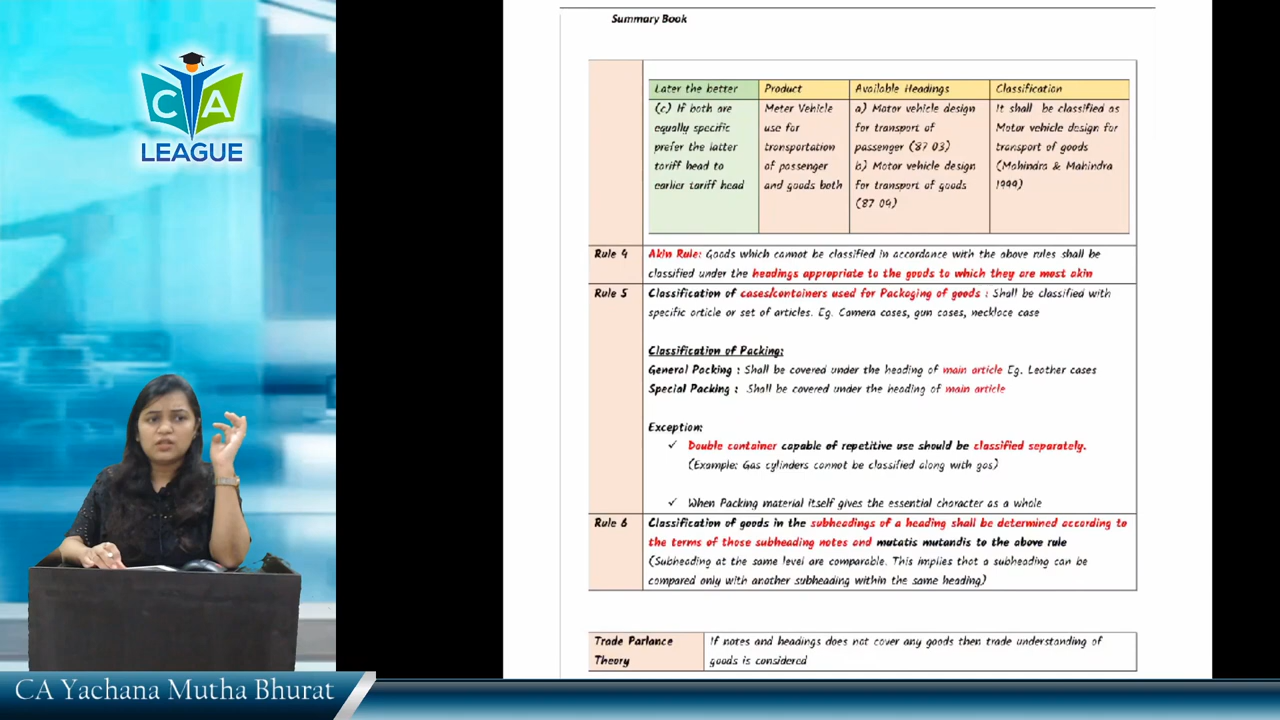 Summary Book
CA
LEAGUE
Later the better
(c) If both are
equally specific
prefer the latter
tariff head to
earlier tariff head
Product
Meter Vehicle
use for
transportation
of passenger
and goods both
Available Headings
a) Motor vehicle design
for transport of
passenger (87 03)
b) Motor vehicle design
for transport of goods
(87 04)
Classification
It shall be classified as
Motor vehicle design for
transport of goods
(Mahindra & Mahindra
1999)
Rule 4
Akin Rule: Goods which cannot be classified in accordance with the above rules shall be
classified under the headings appropriate to the goods to which they are most akin
Rule 5
Classification of cases/containers used for Packaging of goods : Shall be classified with
specific article or set of articles. Eg. Camera cases, gun cases, necklace case
Classification of Packing:
General Packing : Shall be covered under the heading of main article Eg. Leather cases
Special Packing : Shall be covered under the heading of main article
Exception:
✓ Double container capable of repetitive use should be classified separately.
(Example: Gas cylinders cannot be classified along with gas)
✓ When Packing material itself gives the essential character as a whole
Rule 6
Classification of goods in the subheadings of a heading shall be determined according to
the terms of those subheading notes and mutatis mutandis to the above rule
(Subheading at the same level are comparable. This implies that a subheading can be
compared only with another subheading within the same heading)
Trade Parlance
Theory
If notes and headings does not cover any goods then trade understanding of
goods is considered
CA Yachana Mutha Bhurat